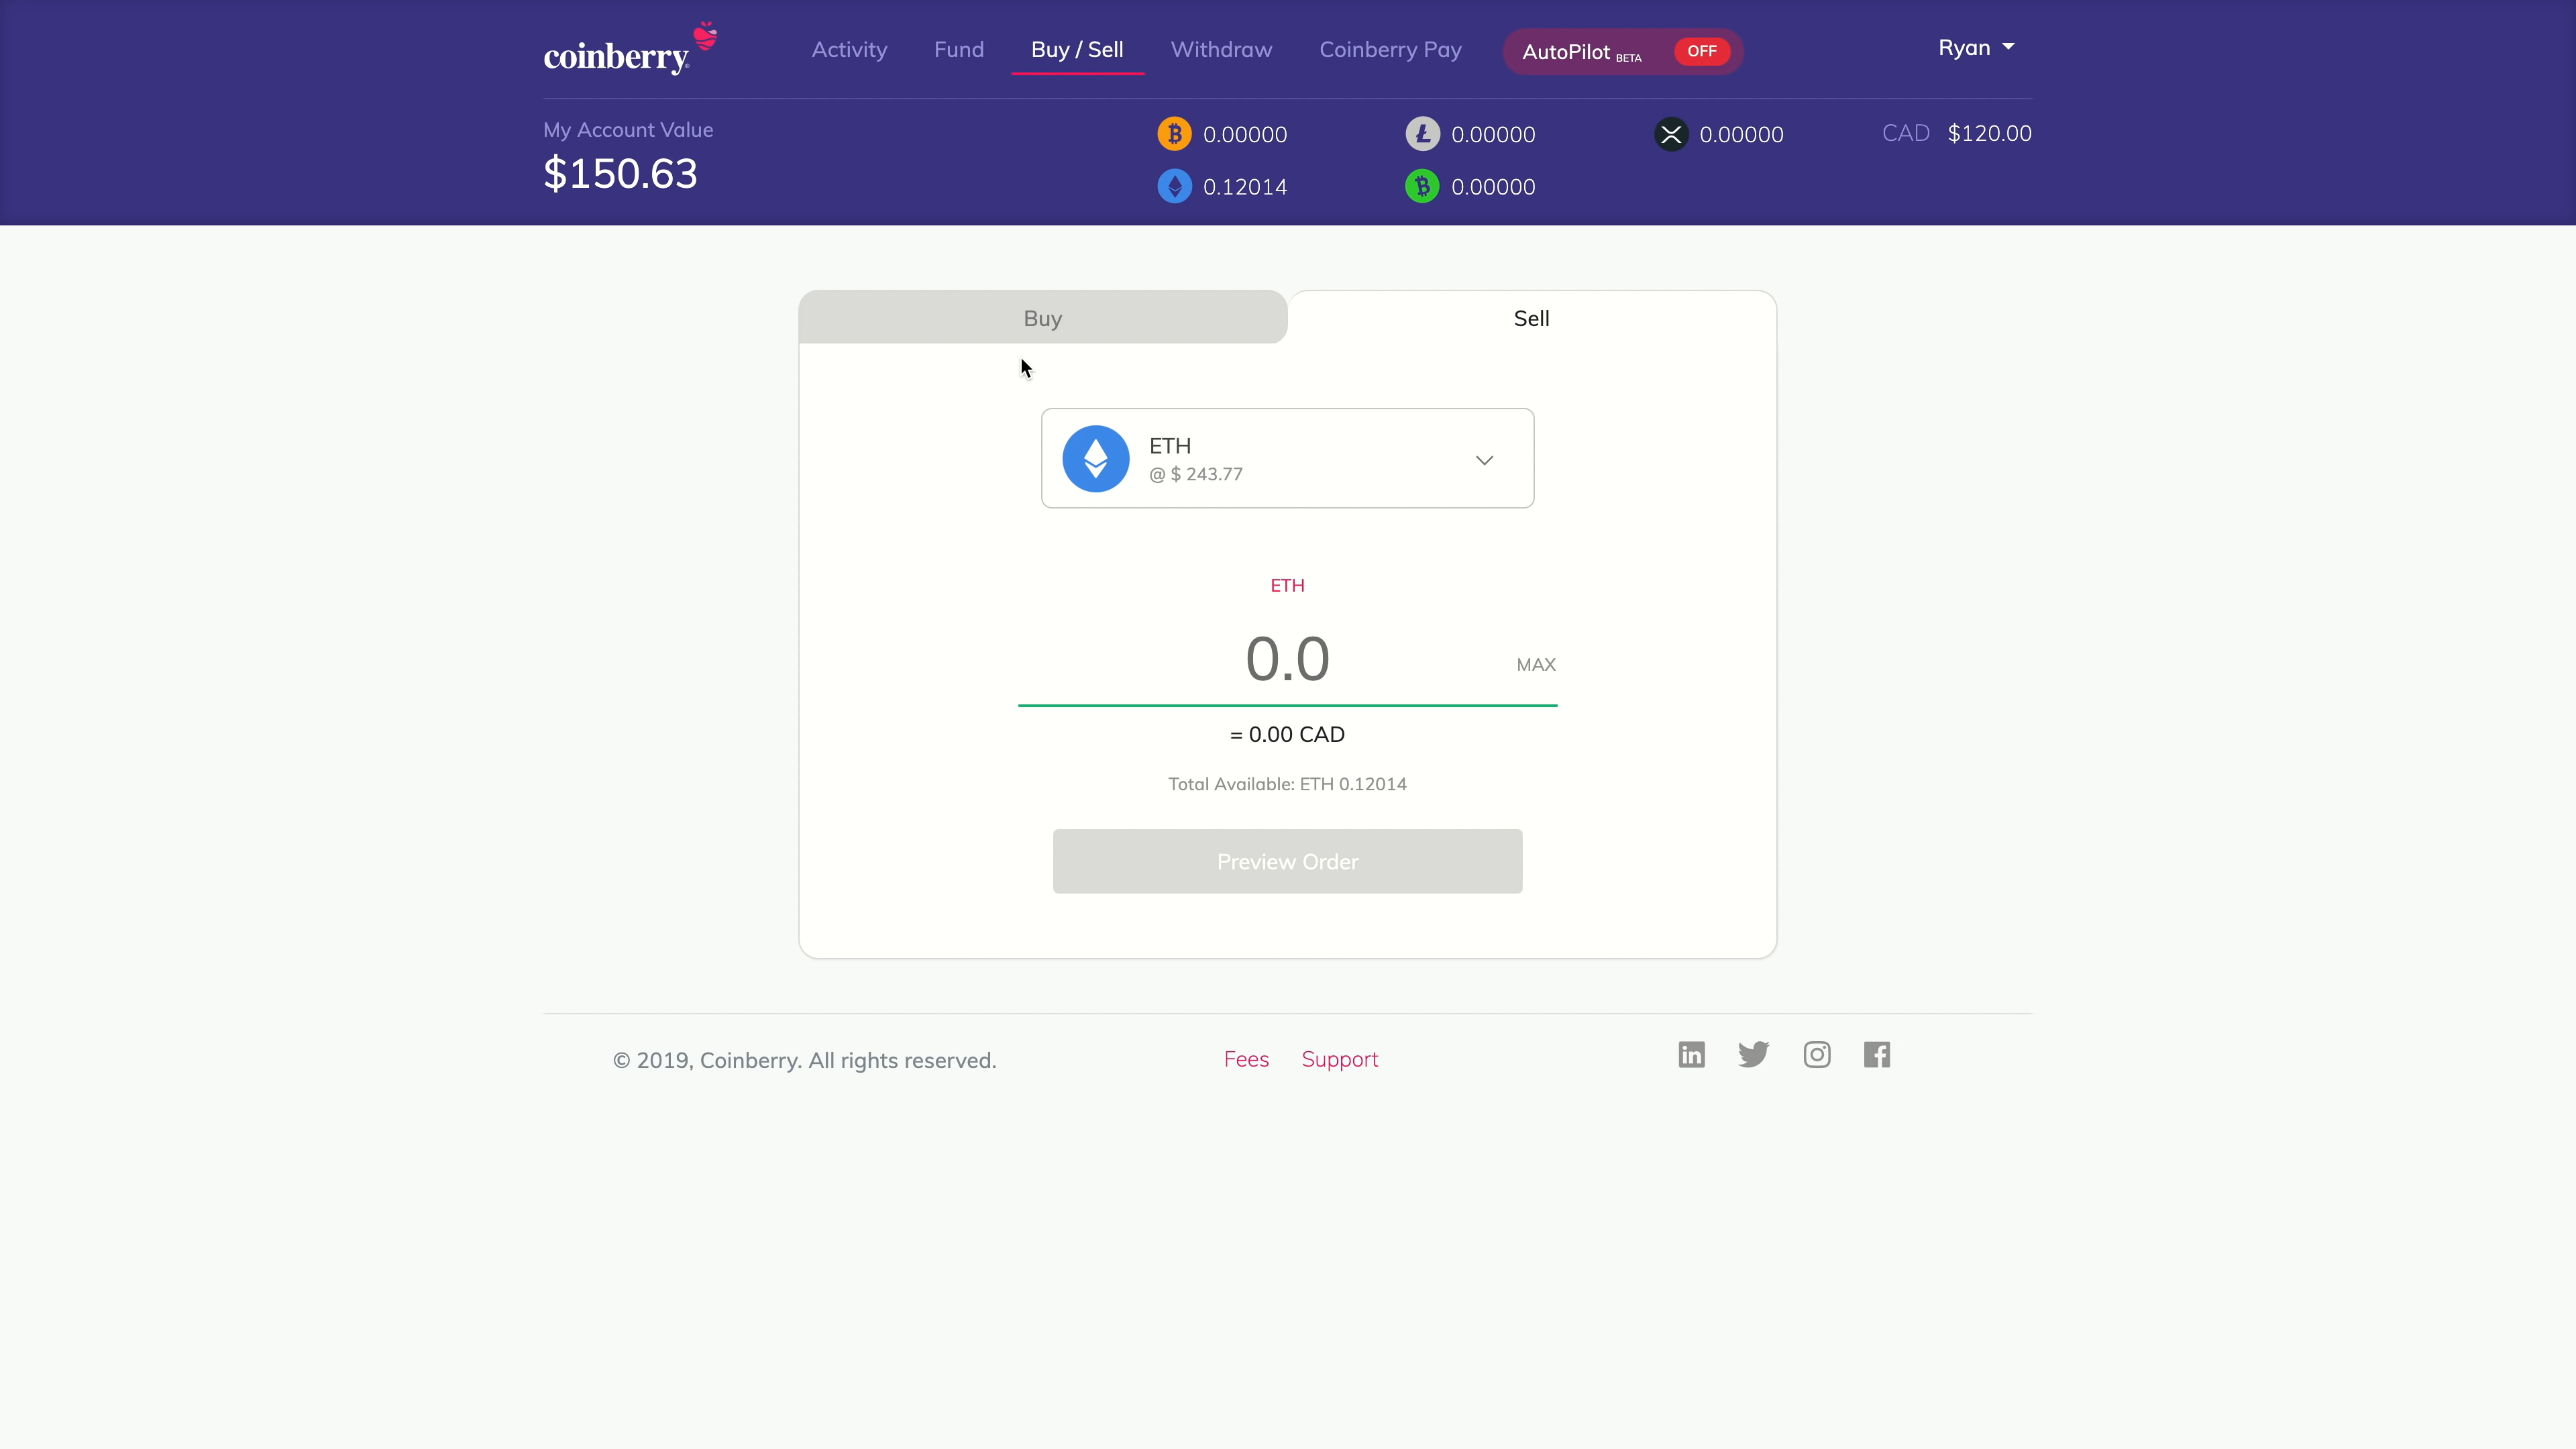 coinberry
Activity
Fund
Buy / Sell
Withdraw
Coinberry Pay
AutoPilot BETA
OFF
Ryan
My Account Value
$150.63
0.00000
0.00000
0.00000
CAD $120.00
0.12014
0.00000
Buy
Sell
ETH
@ $ 243.77
ETH
0.0
MAX
= 0.00 CAD
Total Available: ETH 0.12014
Preview Order
© 2019, Coinberry. All rights reserved.
Fees
Support